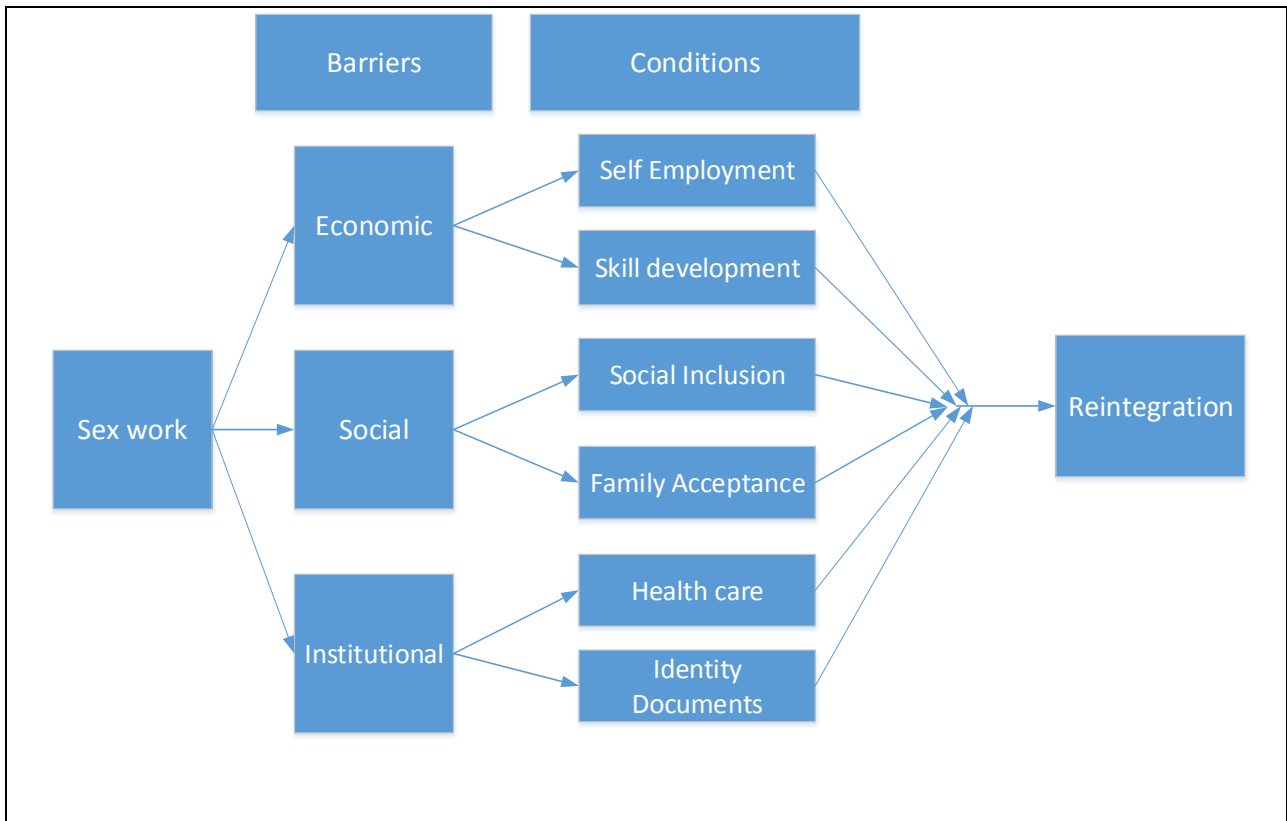 Barriers
Conditions
Sex work
Economic
Social
Institutional
Self Employment
Skill development
Social Inclusion
Family Acceptance
Health care
Identity
Documents
Reintegration